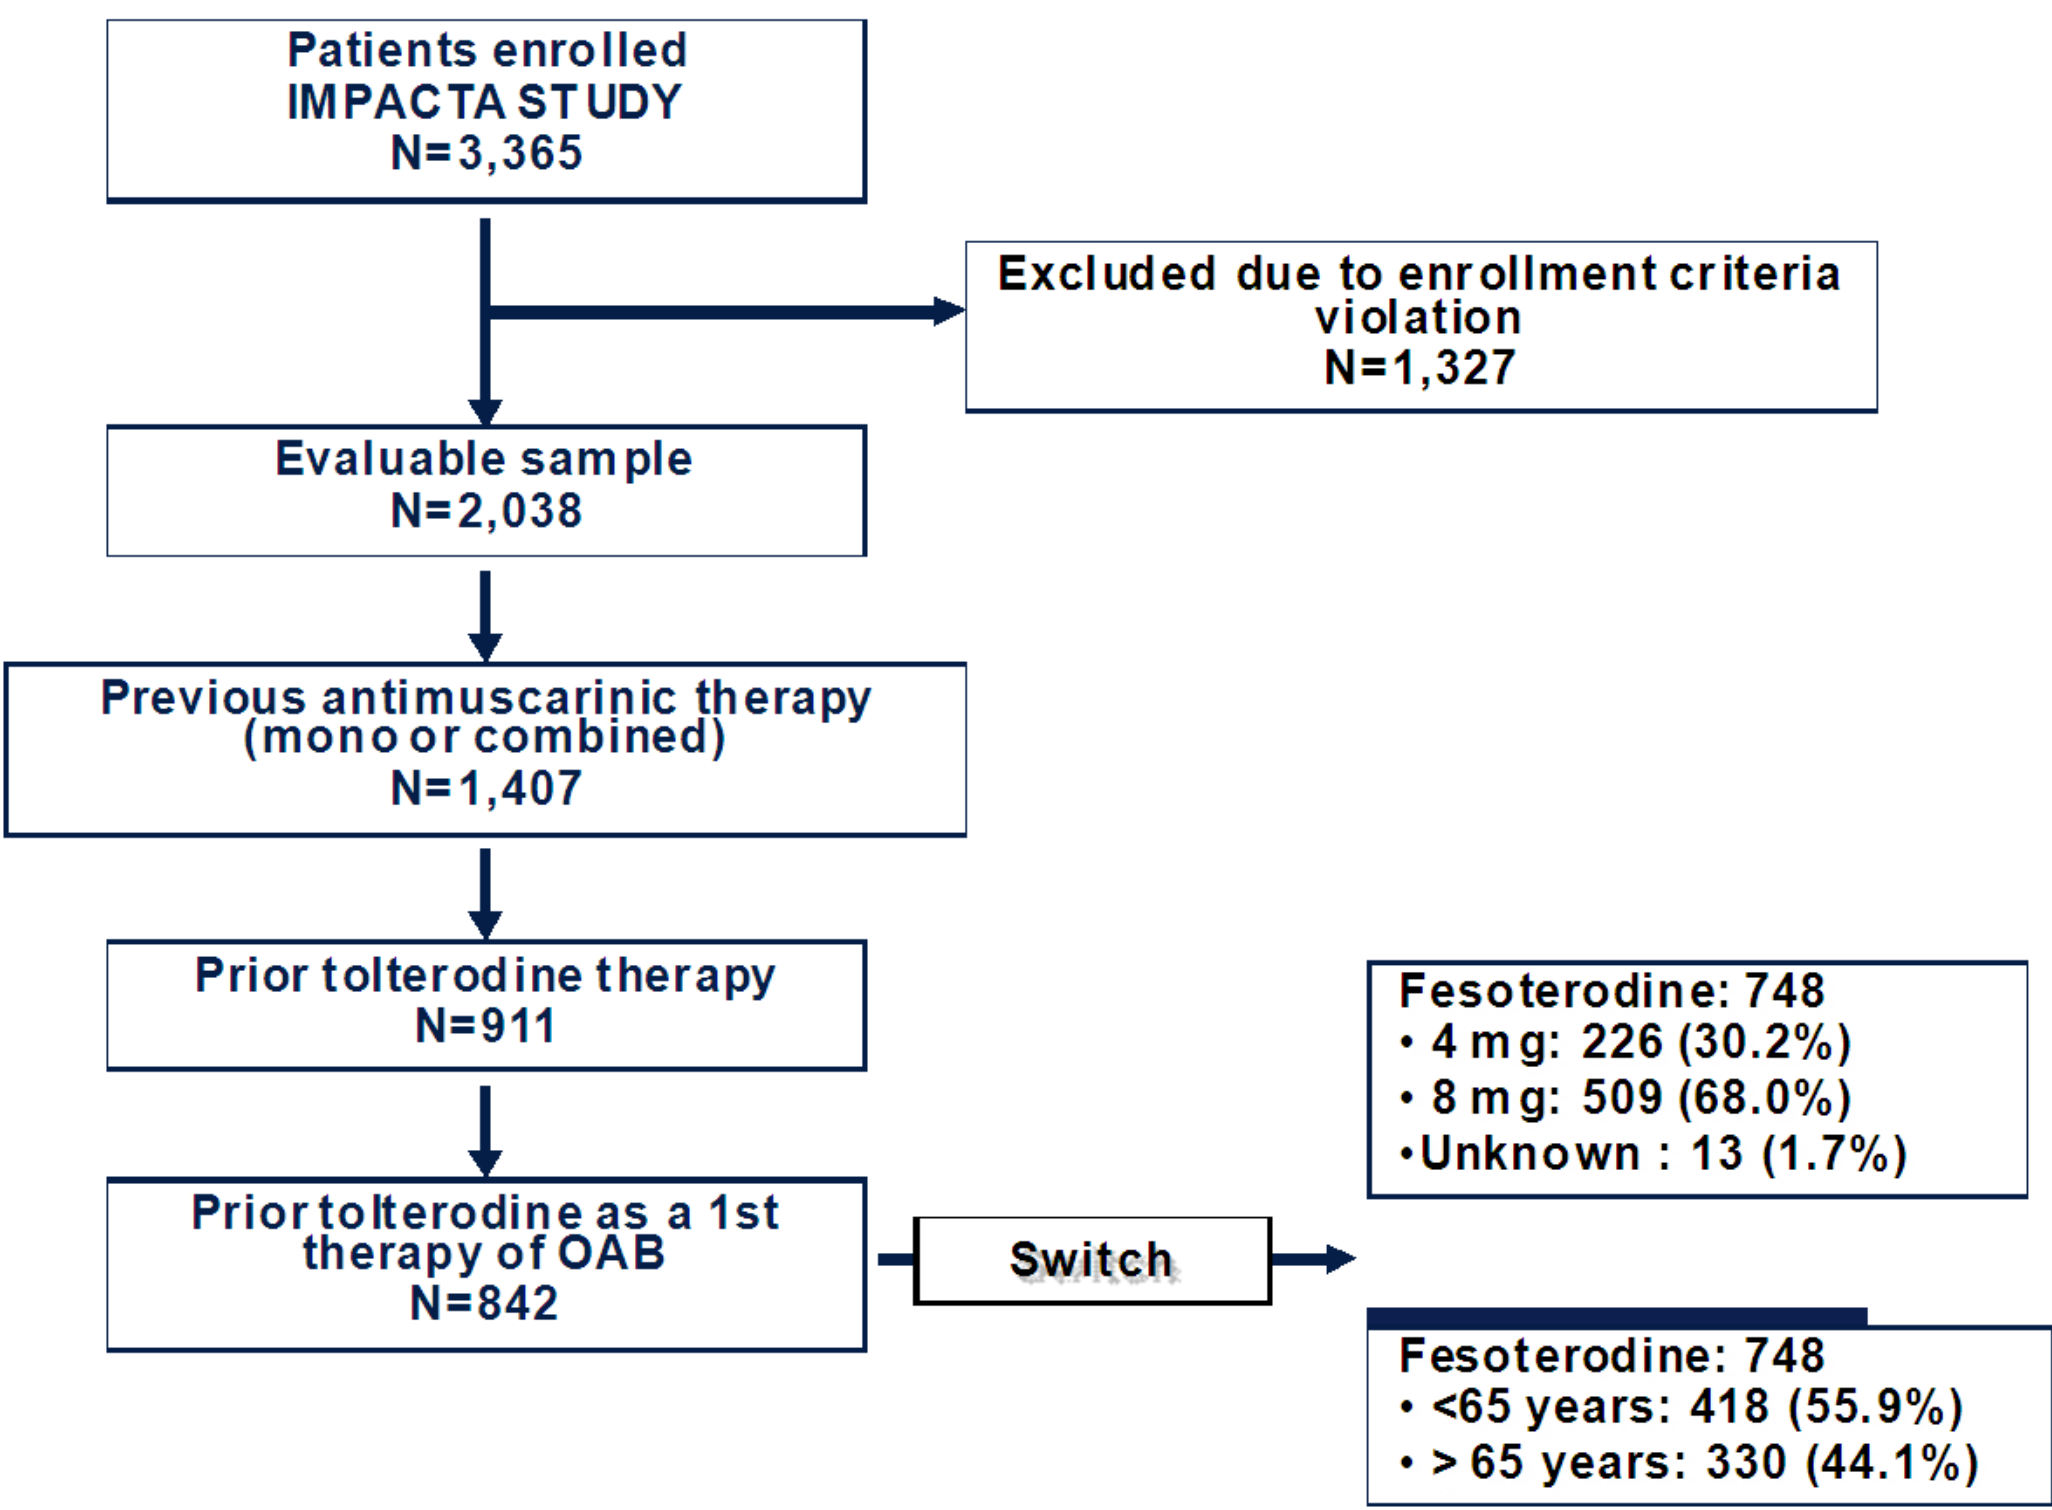 Patients enrolled
IMPACTA STUDY
N=3,365
Excluded due to enrollment criteria
violation
N=1,327
Evaluable sample
N=2,038
Previous antimuscarinic therapy
(mono or combined)
N=1,407
Prior tolterodine therapy
N=911
Prior tolterodine as a 1st
therapy of OAB
N=842
Switch
Fesoterodine: 748
• 4 mg: 226 (30.2%)
• 8 mg: 509 (68.0%)
•Unknown : 13 (1.7%)
Fesoterodine: 748
• <65 years: 418 (55.9%)
• > 65 years: 330 (44.1%)